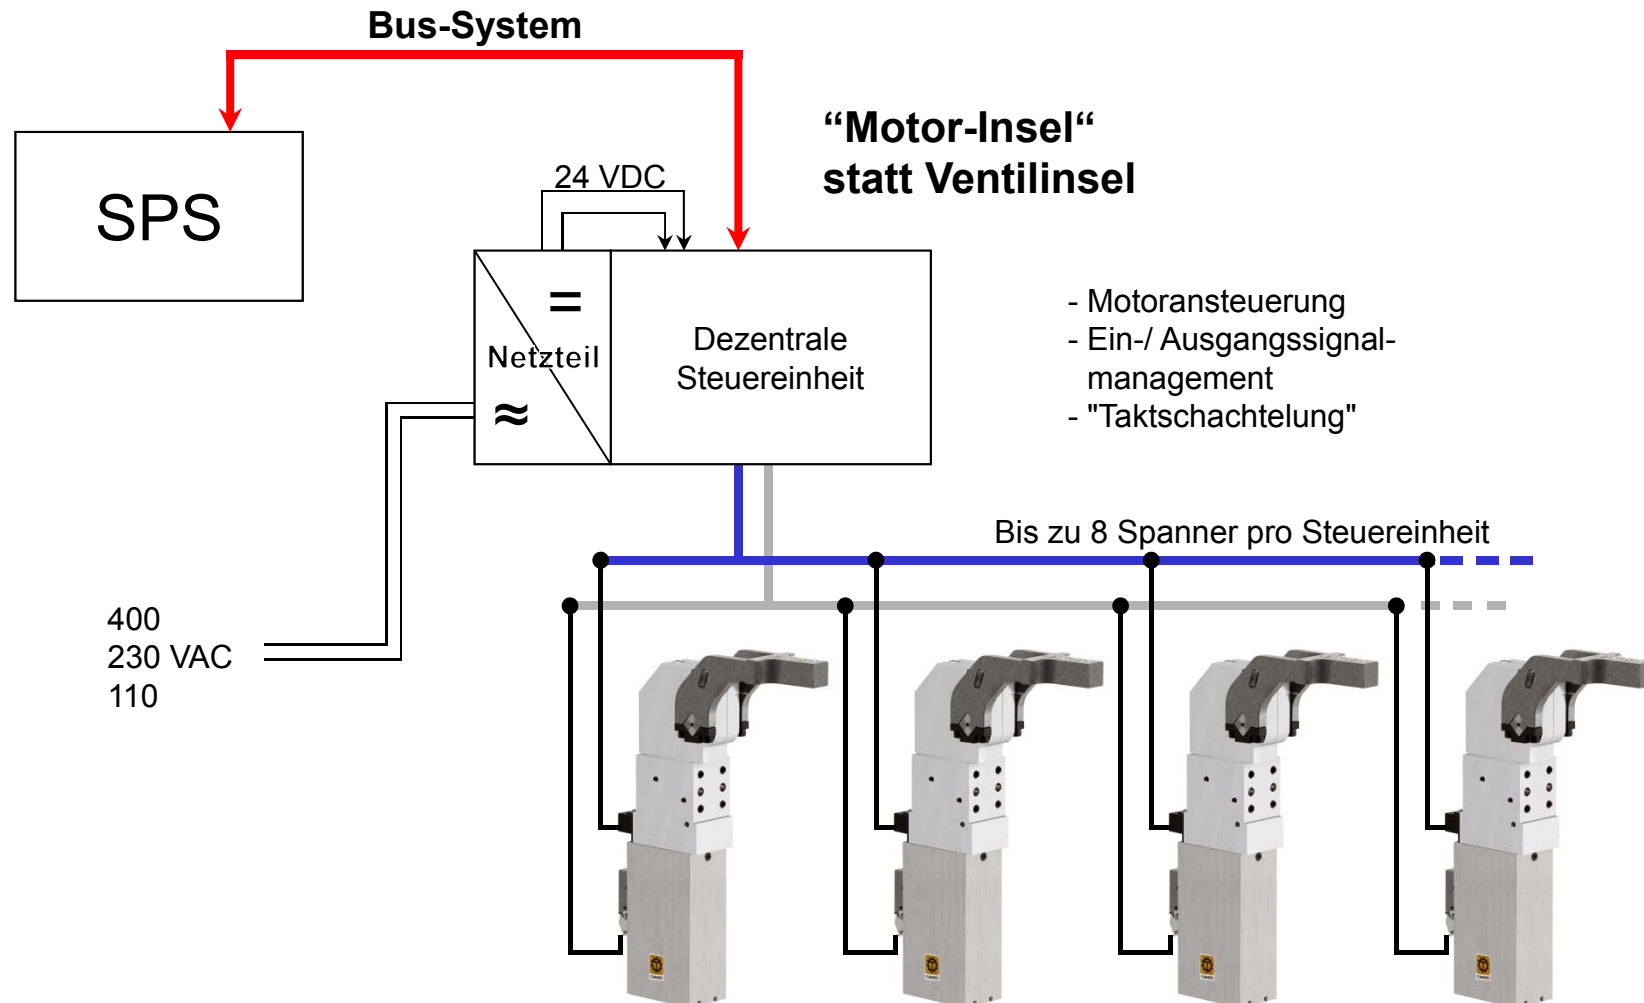 Bus-System
“Motor-Insel“
statt Ventilinsel
24 VDC
SPS
=
Netzteil
≈
Dezentrale
Steuereinheit
- Motoransteuerung
- Ein-/ Ausgangssignal-
management
- "Taktschachtelung"
Bis zu 8 Spanner pro Steuereinheit
400
230 VAC
110